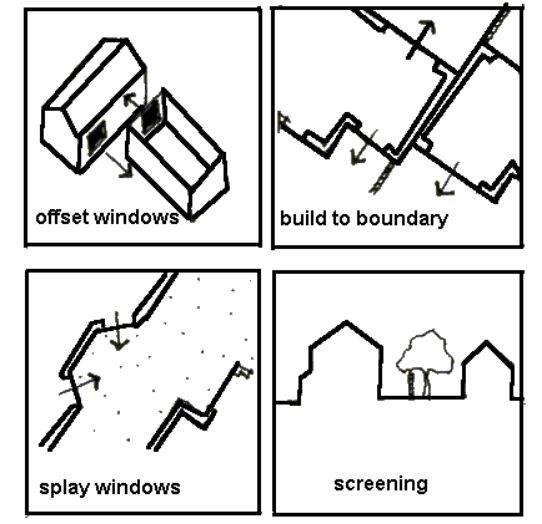 offset windows
build to boundary
splay windows
screening